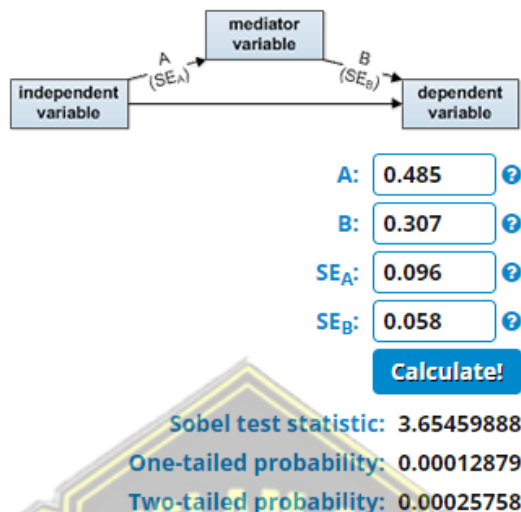 mediator
variable
A
(SEA)
B
(SEB)
independent
variable
dependent
variable
A: 0.485 ?
B: 0.307 ?
SEA: 0.096 ?
SEB: 0.058 ?
Calculate!
Sobel test statistic: 3.65459888
One-tailed probability: 0.00012879
Two-tailed probability: 0.00025758